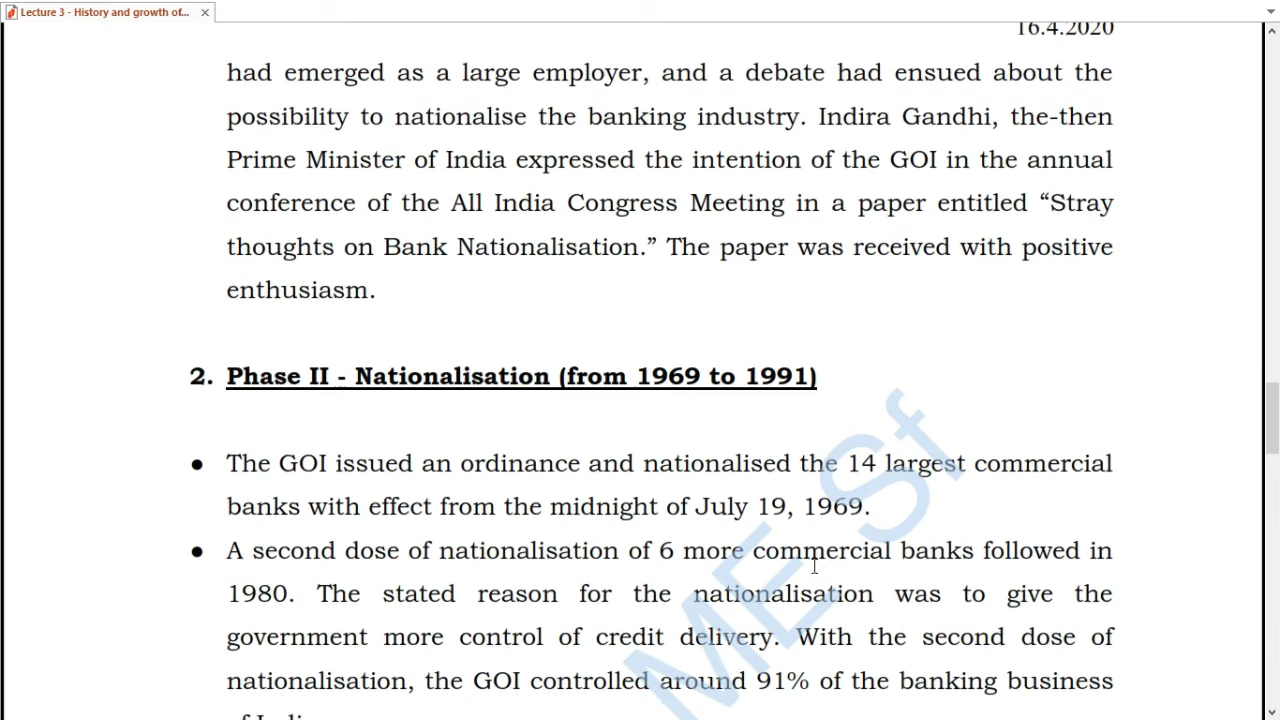 Lecture 3 - History and growth of...
16.4.2020
had emerged as a large employer, and a debate had ensued about the
possibility to nationalise the banking industry. Indira Gandhi, the-then
Prime Minister of India expressed the intention of the GOI in the annual
conference of the All India Congress Meeting in a paper entitled “Stray
thoughts on Bank Nationalisation.” The paper was received with positive
enthusiasm.
2. Phase II - Nationalisation (from 1969 to 1991)
● The GOI issued an ordinance and nationalised the 14 largest commercial
banks with effect from the midnight of July 19, 1969.
● A second dose of nationalisation of 6 more commercial banks followed in
1980. The stated reason for the nationalisation was to give the
government more control of credit delivery. With the second dose of
nationalisation, the GOI controlled around 91% of the banking business
ME Sf